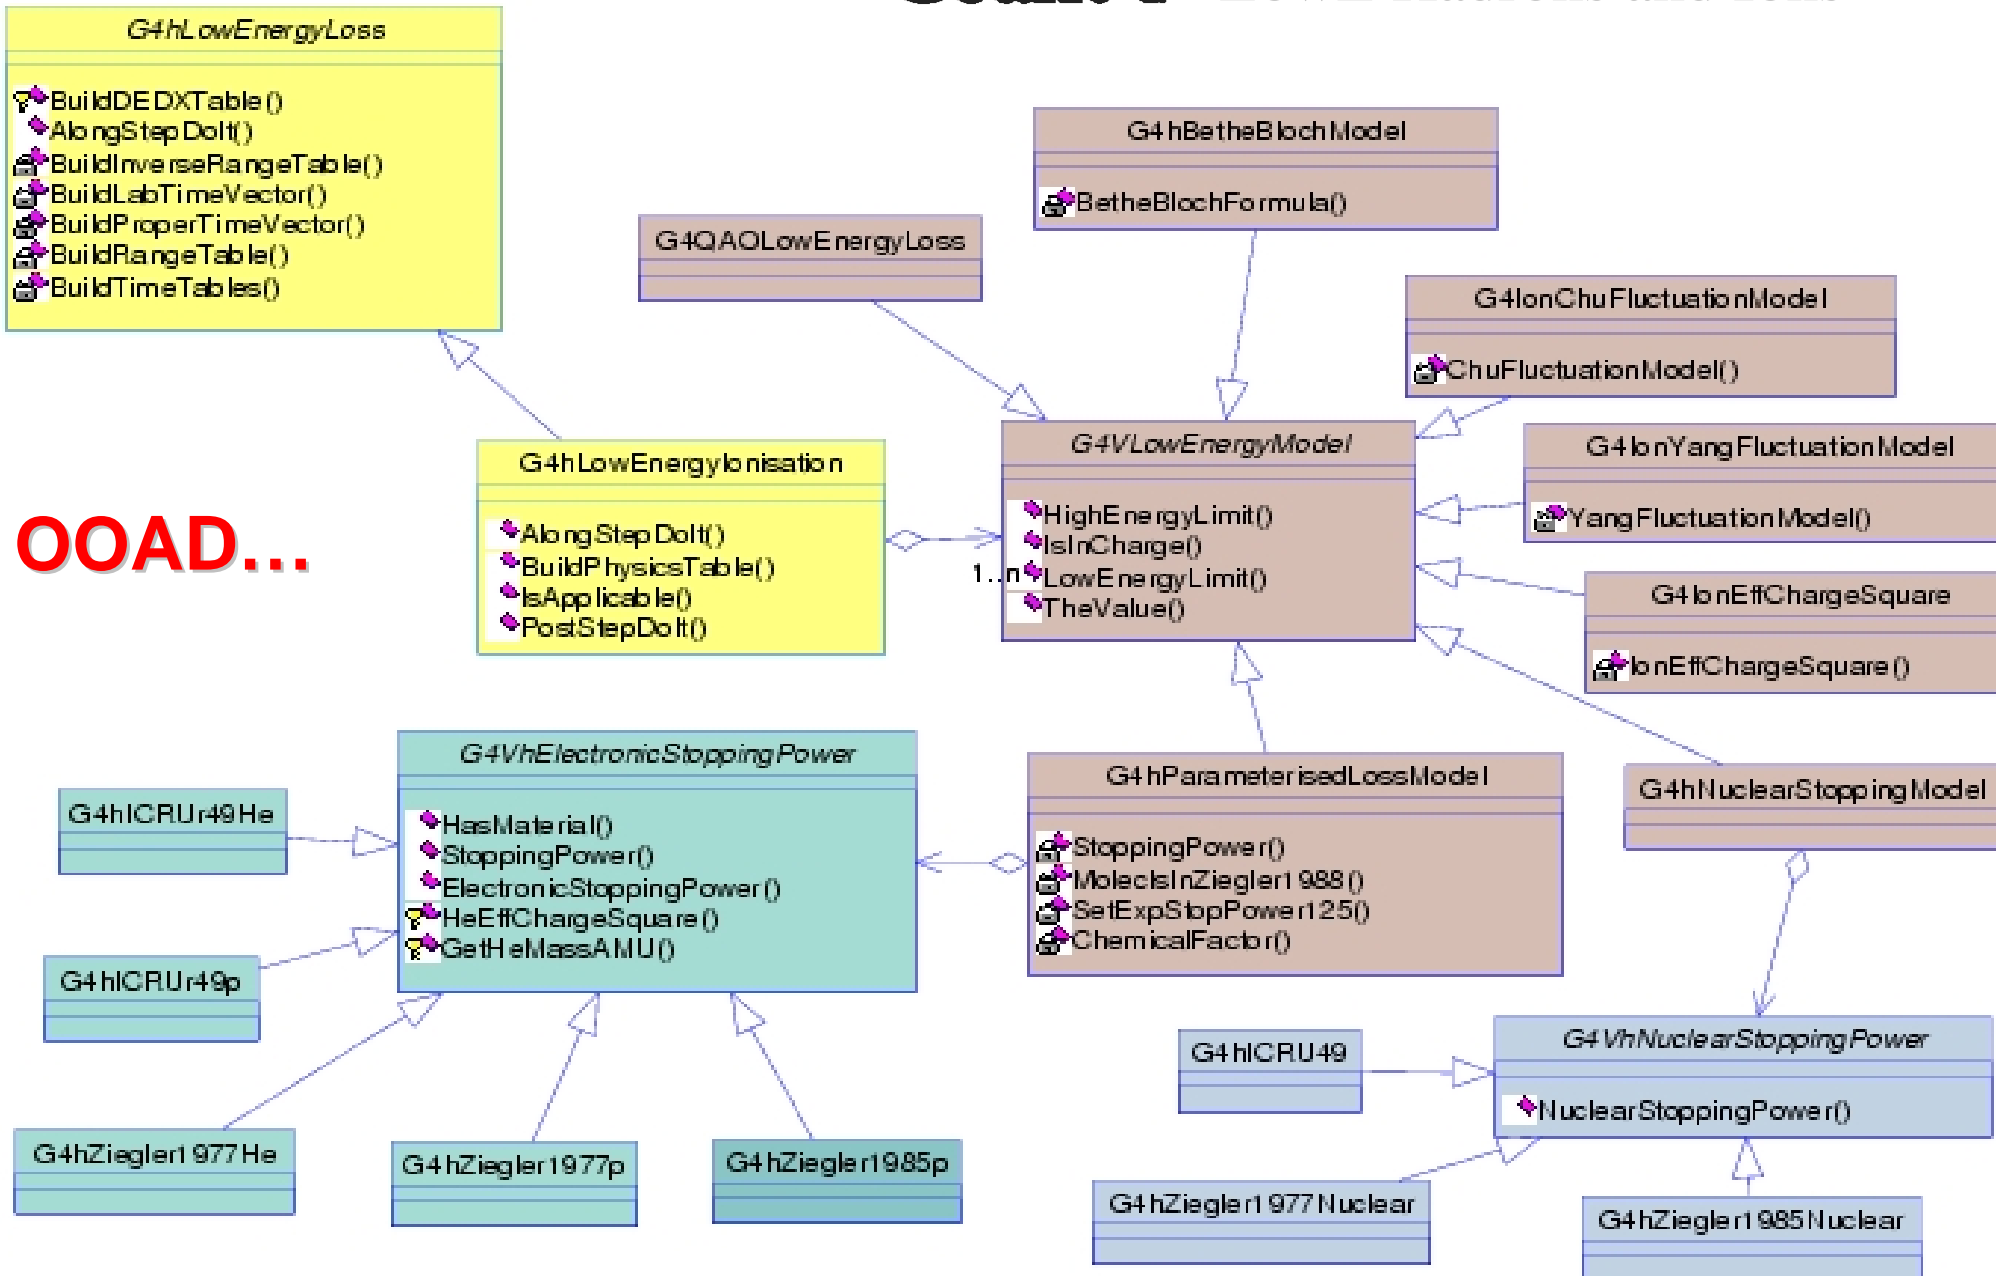 G4hLowEnergyLoss
BuildDEDXTable()
AlongStepDoIt()
BuildInverseRangeTable()
BuildLabTimeVector()
BuildProperTimeVector()
BuildRangeTable()
BuildTimeTables()
G4hBetheBlochModel
BetheBlochFormula()
G4QAOLowEnergyLoss
G4IonChuFluctuationModel
ChuFluctuationModel()
G4VLowEnergyModel
HighEnergyLimit()
IsInCharge()
LowEnergyLimit()
TheValue()
G4IonYangFluctuationModel
YangFluctuationModel()
G4hLowEnergyIonisation
AlongStepDoIt()
BuildPhysicsTable()
IsApplicable()
PostStepDoIt()
1..n
OOAD...
G4IonEffChargeSquare
IonEffChargeSquare()
G4VhElectronicStoppingPower
HasMaterial()
StoppingPower()
ElectronicStoppingPower()
HeEffChargeSquare()
GetHeMassAMU()
G4hParameterisedLossModel
StoppingPower()
MolecIsInZiegler1988()
SetExpStopPower125()
ChemicalFactor()
G4hNuclearStoppingModel
G4hICRUr49He
G4hICRUr49p
G4hICRU49
G4VhNuclearStoppingPower
NuclearStoppingPower()
G4hZiegler1977He
G4hZiegler1977p
G4hZiegler1985p
G4hZiegler1977Nuclear
G4hZiegler1985Nuclear